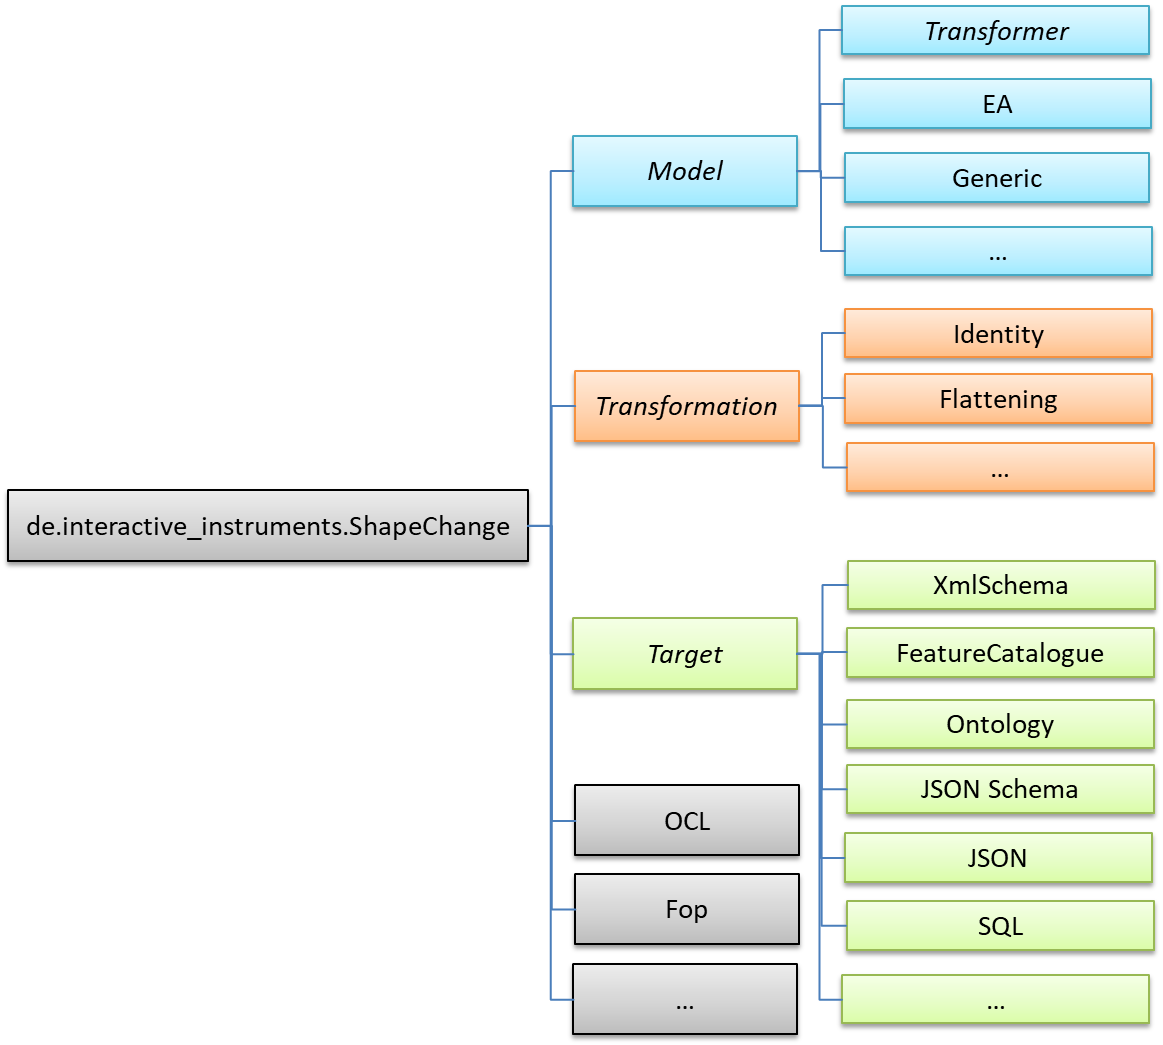 Transformer
EA
Model
Generic
...
Identity
Transformation
Flattening
...
de.interactive_instruments.ShapeChange
XmlSchema
Target
FeatureCatalogue
Ontology
JSON Schema
OCL
JSON
Fop
SQL
...
...